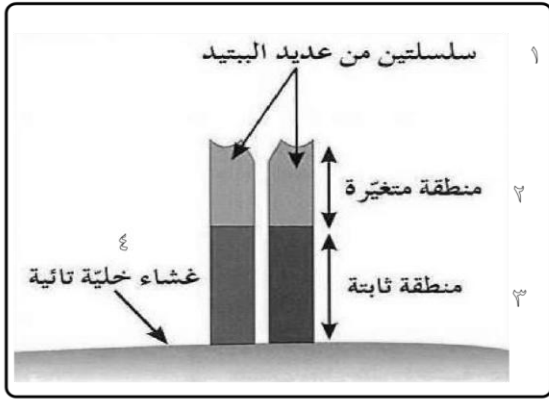 سلسلتين من عديد الببتيد ١
منطقة متغيّرة ٢
٤
غشاء خليّة تائية
منطقة ثابتة ٣